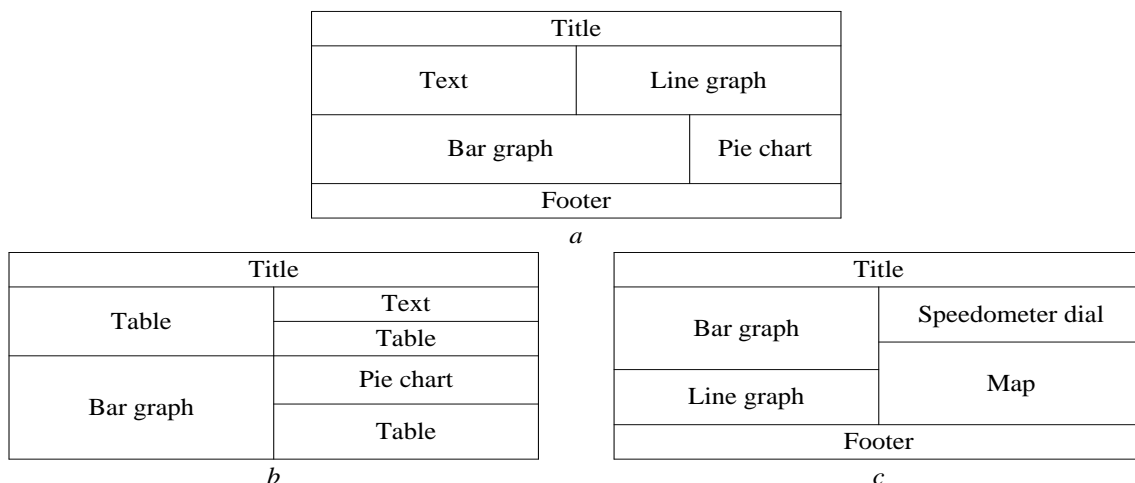 Title
Text Line graph
Bar graph Pie chart
Footer
a
Title
Table
Text
Table
Bar graph
Pie chart
Table
b
Title
Bar graph
Speedometer dial
Line graph
Map
Footer
c